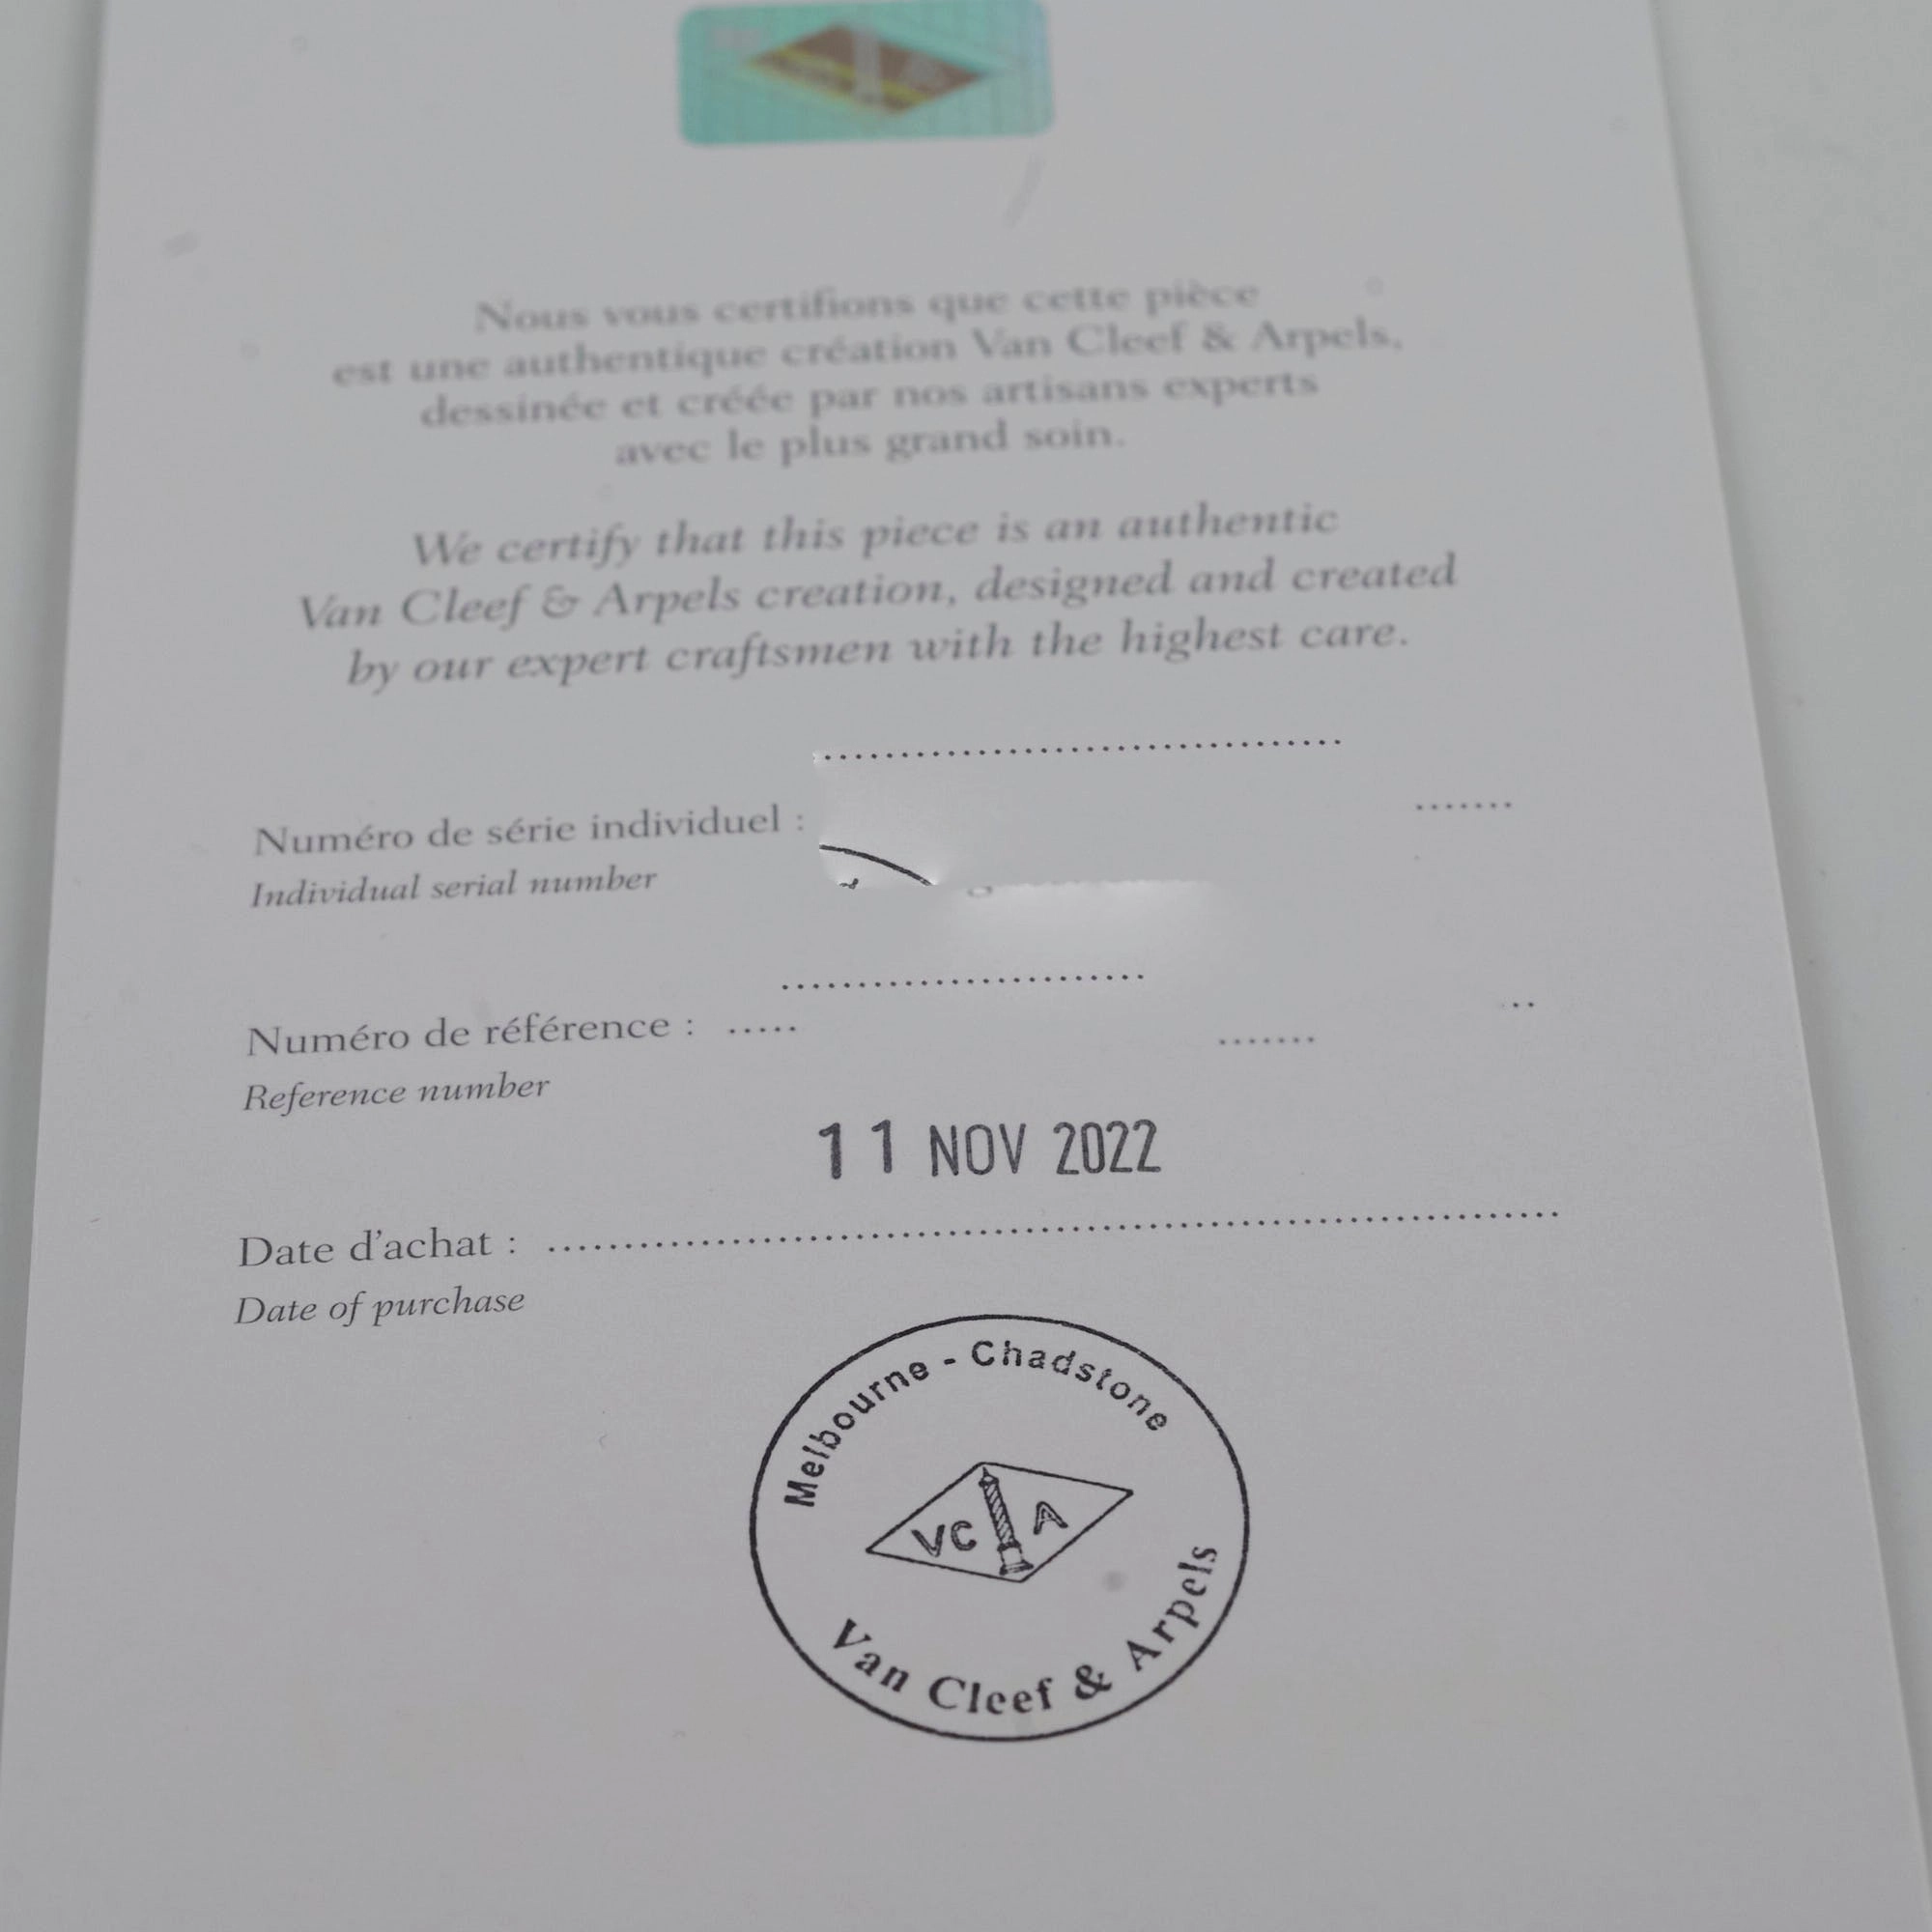 Nous vous certifions que cette pièce
est une authentique création Van Cleef & Arpels,
dessinée et créée par nos artisans experts
avec le plus grand soin.
We certify that this piece is an authentic
Van Cleef & Arpels creation, designed and created
by our expert craftsmen with the highest care.
Numéro de série individuel :
Individual serial number
Numéro de référence :
Reference number
11 NOV 2022
Date d'achat :
Date of purchase
Melbourne - Chadstone
VC A
Van Cleef & Arpels